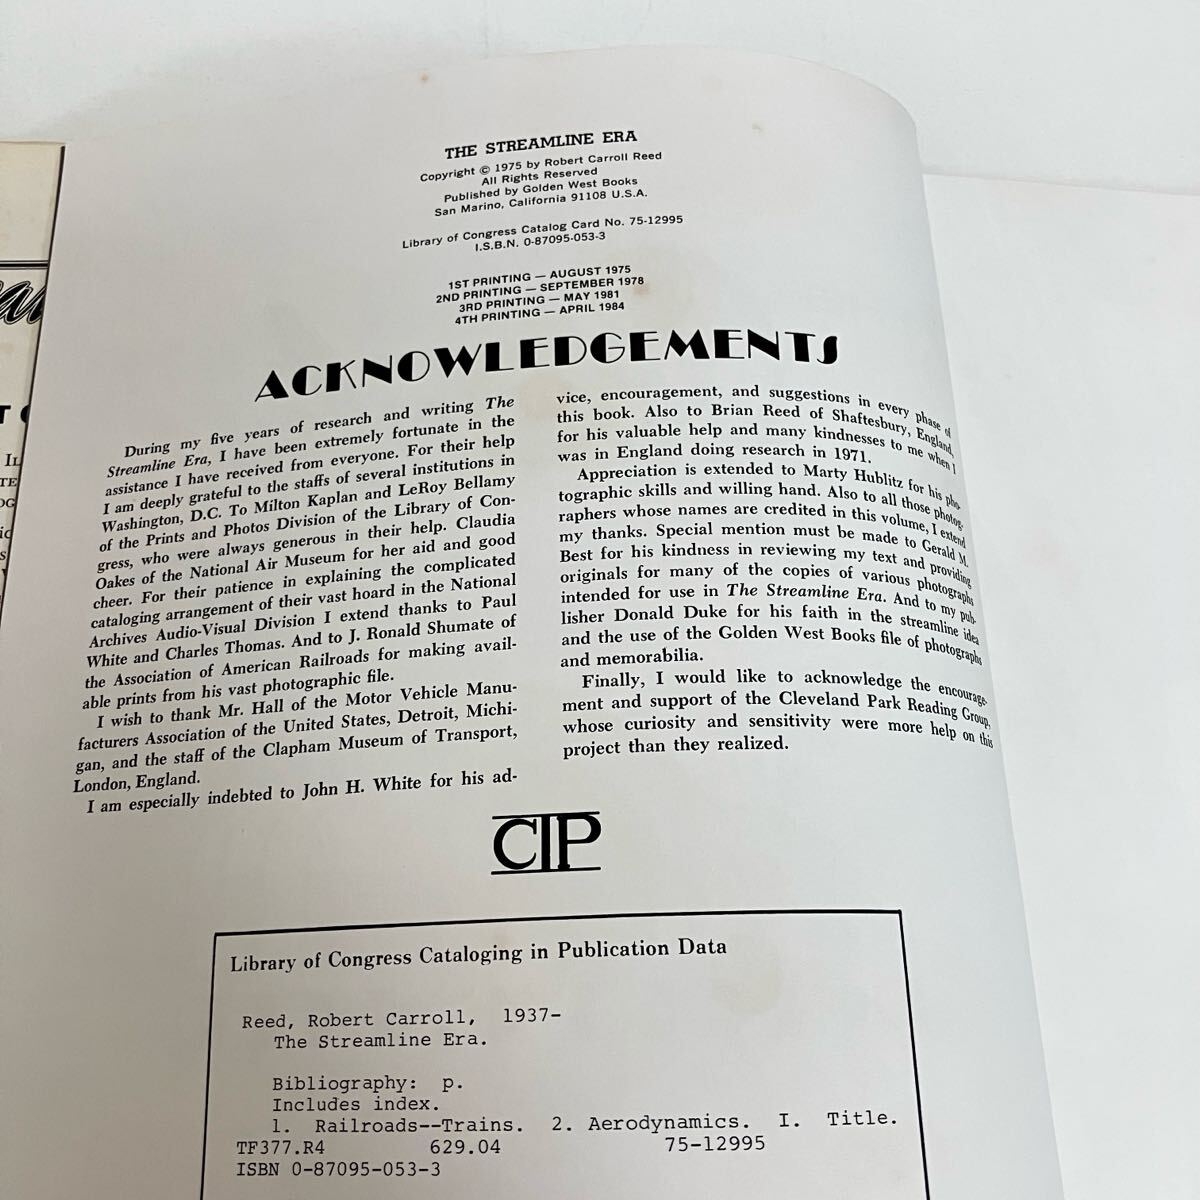 THE STREAMLINE ERA
Copyright © 1975 by Robert Carroll Reed
All Rights Reserved
Published by Golden West Books
San Marino, California 91108 U.S.A.
Library of Congress Catalog Card No. 75-12995
I.S.B.N. 0-87095-053-3
1ST PRINTING — AUGUST 1975
2ND PRINTING — SEPTEMBER 1978
3RD PRINTING — MAY 1981
4TH PRINTING — APRIL 1984
ACKNOWLEDGEMENTS
During my five years of research and writing The
Streamline Era, I have been extremely fortunate in the
assistance I have received from everyone. For their help
I am deeply grateful to the staffs of several institutions in
Washington, D.C. To Milton Kaplan and LeRoy Bellamy
of the Prints and Photos Division of the Library of Con-
gress, who were always generous in their help. Claudia
Oakes of the National Air Museum for her aid and good
cheer. For their patience in explaining the complicated
cataloging arrangement of their vast hoard in the National
Archives Audio-Visual Division I extend thanks to Paul
White and Charles Thomas. And to J. Ronald Shumate of
the Association of American Railroads for making avail-
able prints from his vast photographic file.
I wish to thank Mr. Hall of the Motor Vehicle Manu-
facturers Association of the United States, Detroit, Michi-
gan, and the staff of the Clapham Museum of Transport,
London, England.
I am especially indebted to John H. White for his ad-
vice, encouragement, and suggestions in every phase of
this book. Also to Brian Reed of Shaftesbury, England,
for his valuable help and many kindnesses to me when I
was in England doing research in 1971.
Appreciation is extended to Marty Hublitz for his pho-
tographic skills and willing hand. Also to all those photog-
raphers whose names are credited in this volume, I extend
my thanks. Special mention must be made to Gerald M.
Best for his kindness in reviewing my text and providing
originals for many of the copies of various photographs
intended for use in The Streamline Era. And to my pub-
lisher Donald Duke for his faith in the streamline idea
and the use of the Golden West Books file of photographs
and memorabilia.
Finally, I would like to acknowledge the encourage-
ment and support of the Cleveland Park Reading Group,
whose curiosity and sensitivity were more help on this
project than they realized.
CIP
Library of Congress Cataloging in Publication Data
Reed, Robert Carroll, 1937-
The Streamline Era.
Bibliography: p.
Includes index.
1. Railroads--Trains. 2. Aerodynamics. I. Title.
TF377.R4 629.04 75-12995
ISBN 0-87095-053-3